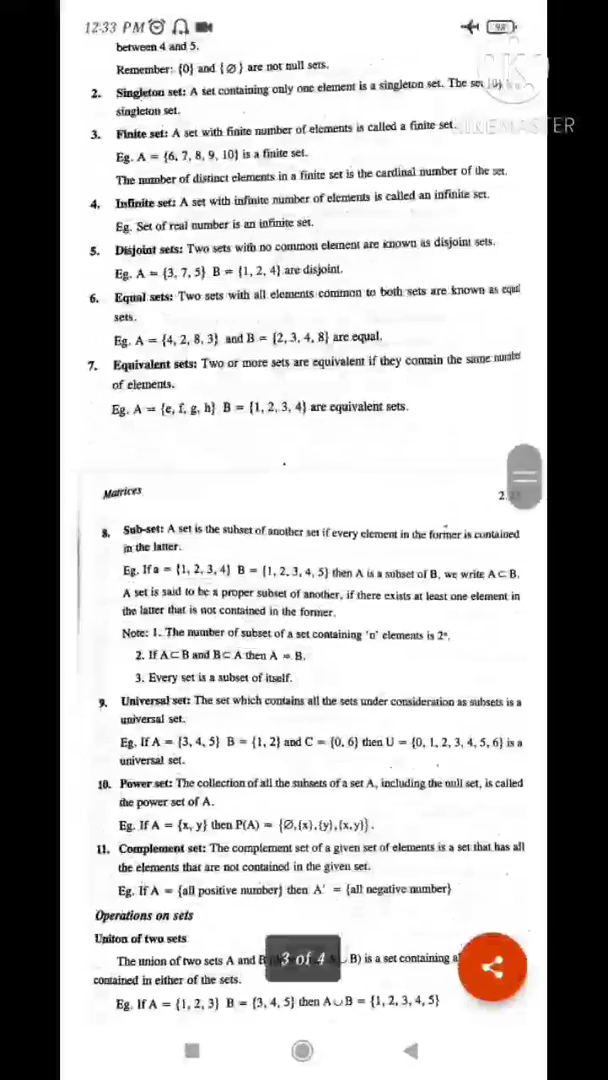 12:33 PM
98
between 4 and 5.
Remember: {0} and {∅} are not null sets.
KINEMASTER
2. Singleton set: A set containing only one element is a singleton set. The set
singleton set.
3. Finite set: A set with finite number of elements is called a finite set.
Eg. A = {6, 7, 8, 9, 10} is a finite set.
The number of distinct elements in a finite set is the cardinal number of the set.
4. Infinite set: A set with infinite number of elements is called an infinite set.
Eg. Set of real number is an infinite set.
5. Disjoint sets: Two sets with no common element are known as disjoint sets.
Eg. A = {3, 7, 5} B = {1, 2, 4} are disjoint.
6. Equal sets: Two sets with all elements common to both sets are known as equal
sets.
Eg. A = {4, 2, 8, 3} and B = {2, 3, 4, 8} are equal.
7. Equivalent sets: Two or more sets are equivalent if they contain the same number
of elements.
Eg. A = {e, f, g, h} B = {1, 2, 3, 4} are equivalent sets.
Matrices
8. Sub-set: A set is the subset of another set if every element in the former is contained
in the latter.
Eg. If a = {1, 2, 3, 4} B = {1, 2, 3, 4, 5} then A is a subset of B, we write A⊂B.
A set is said to be a proper subset of another, if there exists at least one element in
the latter that is not contained in the former.
Note: 1. The number of subset of a set containing 'n' elements is 2ⁿ.
2. If A⊂B and B⊂A then A = B.
3. Every set is a subset of itself.
9. Universal set: The set which contains all the sets under consideration as subsets is a
universal set.
Eg. If A = {3, 4, 5} B = {1, 2} and C = {0, 6} then U = {0, 1, 2, 3, 4, 5, 6} is a
universal set.
10. Power set: The collection of all the subsets of a set A, including the null set, is called
the power set of A.
Eg. If A = {x, y} then P(A) = {∅,{x},{y},{x,y}}.
11. Complement set: The complement set of a given set of elements is a set that has all
the elements that are not contained in the given set.
Eg. If A = {all positive number} then A' = {all negative number}
Operations on sets
Uniton of two sets
The union of two sets A and B 3 of 4 B) is a set containing
contained in either of the sets.
Eg. If A = {1, 2, 3} B = {3, 4, 5} then A∪B = {1, 2, 3, 4, 5}